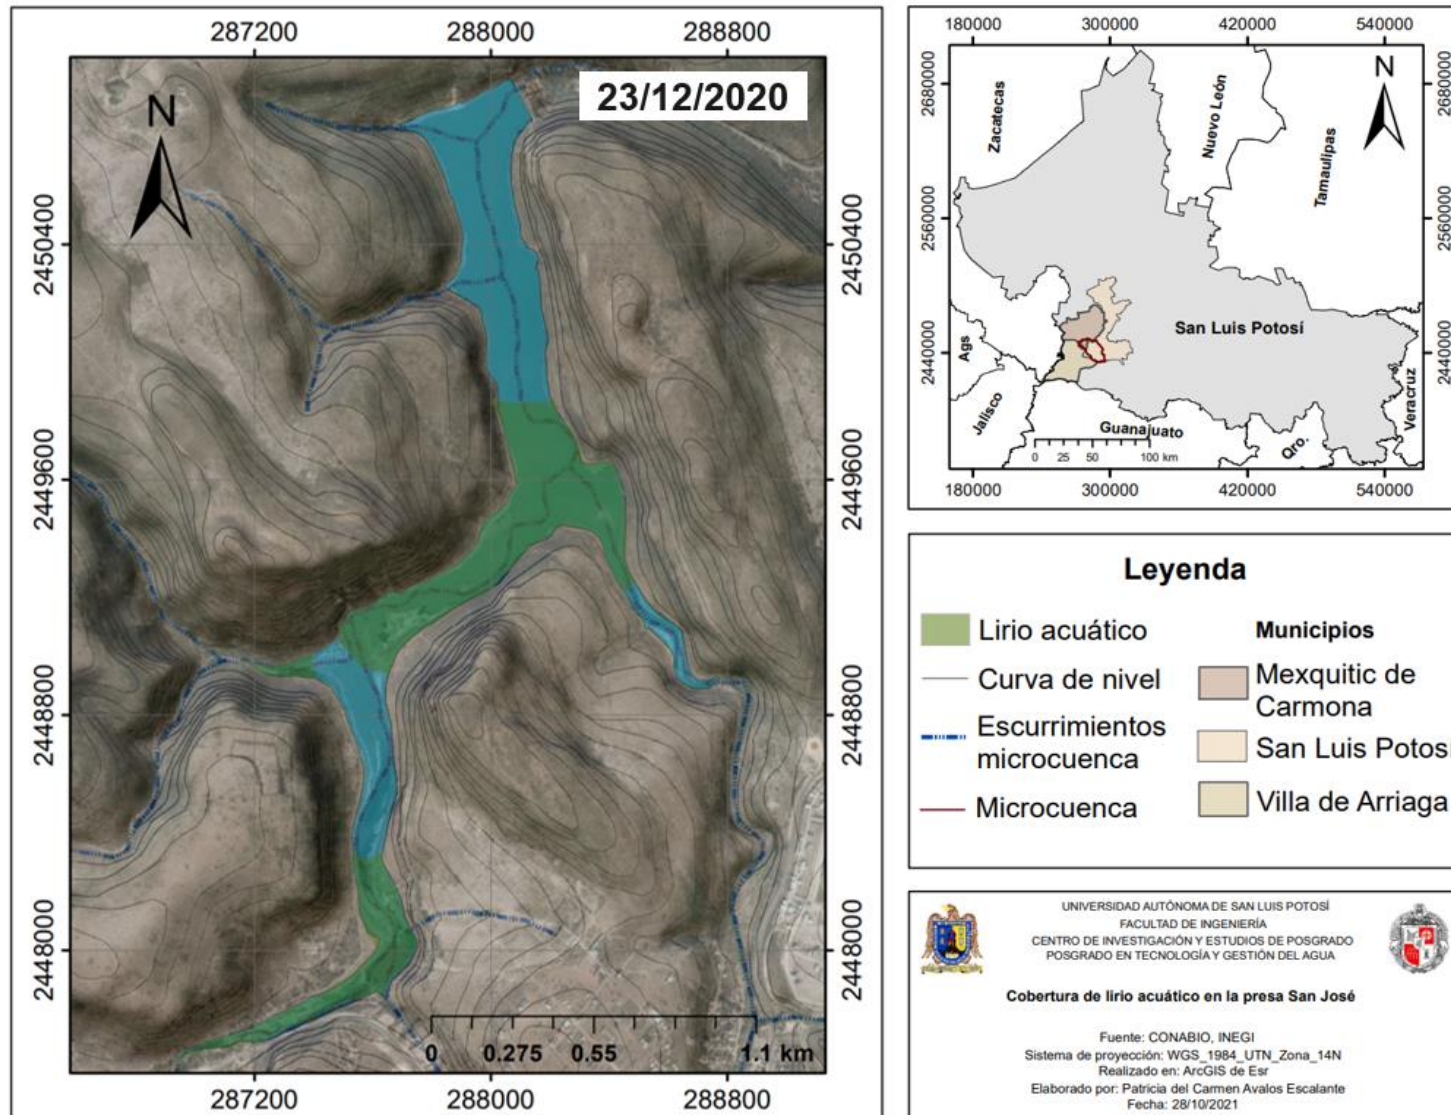 287200 288000 288800
23/12/2020
N
2450400 2450400
2449600 2449600
2448800 2448800
2448000 2448000
0 0.275 0.55 1.1 km
287200 288000 288800
180000 300000 420000 540000
N
2680000 2680000
2560000 2560000
2440000 2440000
Zacatecas
Nuevo León
Tamaulipas
San Luis Potosí
Ags
Jalisco
Guanajuato
Qro.
Veracruz
0 25 50 100 km
180000 300000 420000 540000
Leyenda
Lirio acuático
Curva de nivel
Escurrimientos
microcuenca
Microcuenca
Municipios
Mexquitic de
Carmona
San Luis Potosí
Villa de Arriaga
UNIVERSIDAD AUTÓNOMA DE SAN LUIS POTOSÍ
FACULTAD DE INGENIERÍA
CENTRO DE INVESTIGACIÓN Y ESTUDIOS DE POSGRADO
POSGRADO EN TECNOLOGÍA Y GESTIÓN DEL AGUA
Cobertura de lirio acuático en la presa San José
Fuente: CONABIO, INEGI
Sistema de proyección: WGS_1984_UTN_Zona_14N
Realizado en: ArcGIS de Esr
Elaborado por: Patricia del Carmen Avalos Escalante
Fecha: 28/10/2021